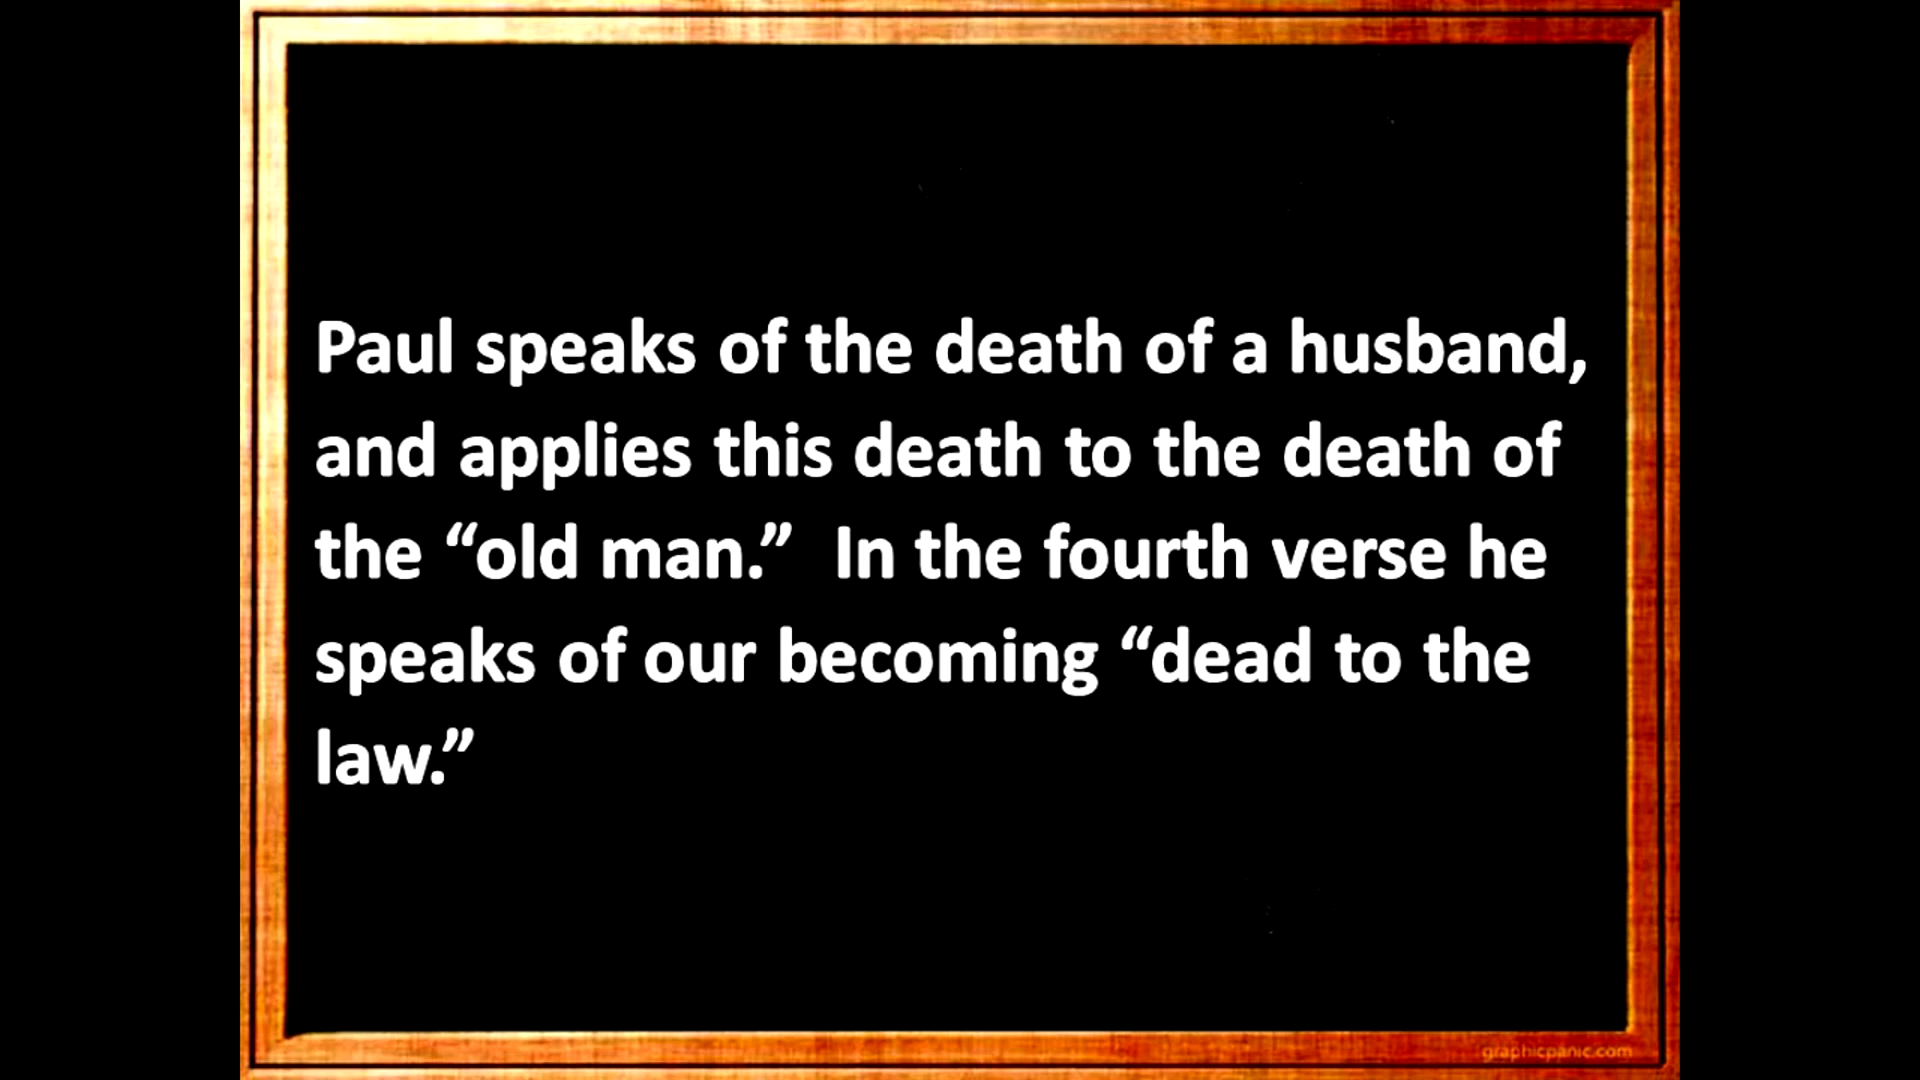 Paul speaks of the death of a husband,
and applies this death to the death of
the “old man.”  In the fourth verse he
speaks of our becoming “dead to the
law.”
graphicpanic.com